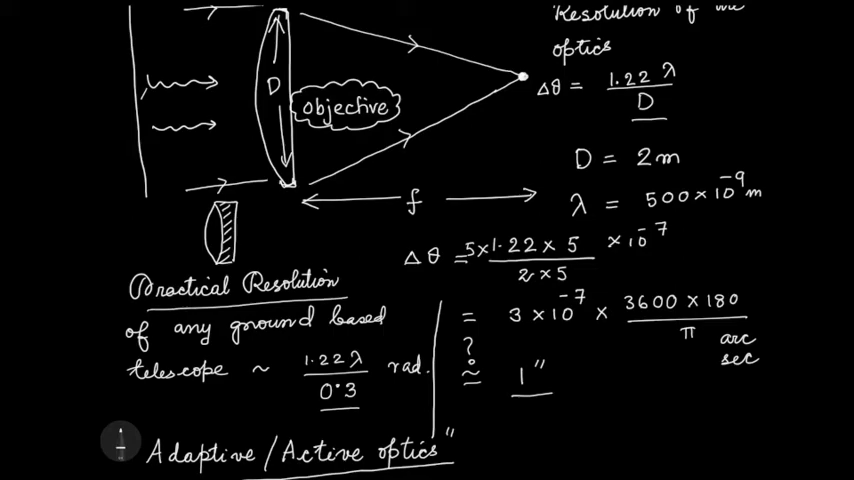 Resolution of the
optics
Δθ = 1.22 λ / D
D
objective
D = 2m
λ = 500 × 10^-9 m
f
Δθ = 5×1.22 × 5 / 2 × 5 × 10^-7
Practical Resolution
of any ground based
telescope ~ 1.22 λ / 0.3 rad.
= 3 × 10^-7 × 3600 × 180 / π arc sec
?
≅ 1"
Adaptive/Active optics"